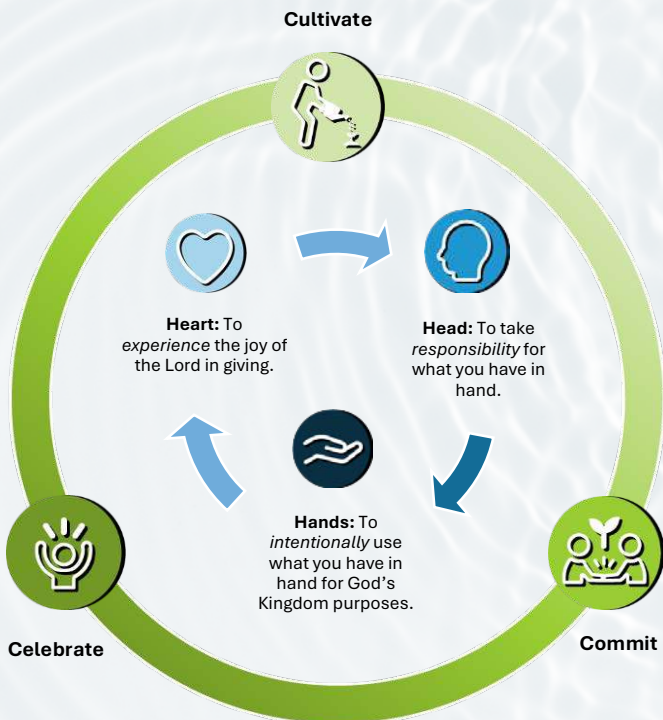 Cultivate
Heart: To
experience the joy of
the Lord in giving.
Head: To take
responsibility for
what you have in
hand.
Hands: To
intentionally use
what you have in
hand for God’s
Kingdom purposes.
Celebrate
Commit